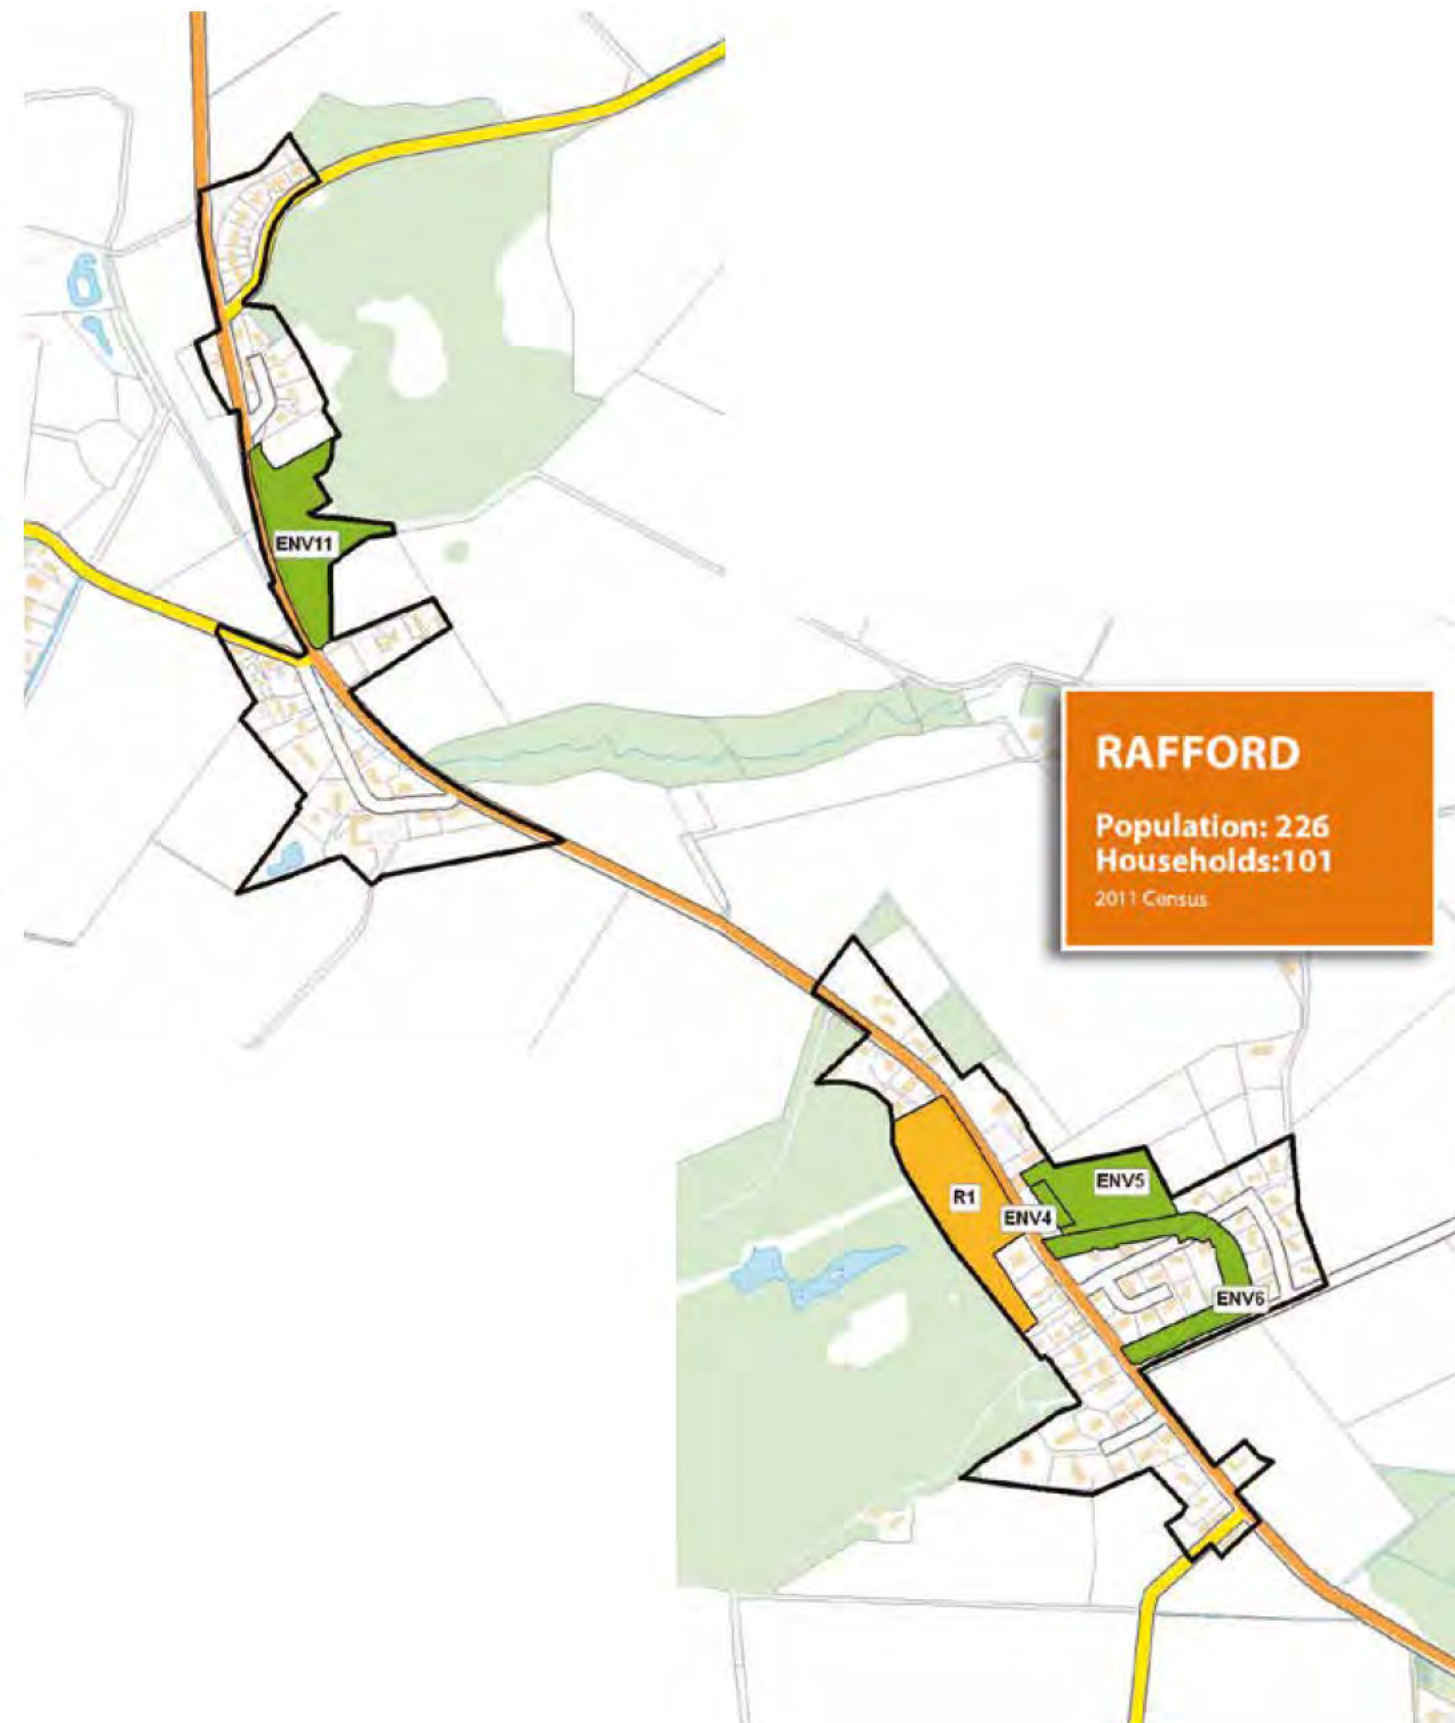 ENV11
RAFFORD
Population: 226
Households:101
2011 Census
ENV5
R1
ENV4
ENV6